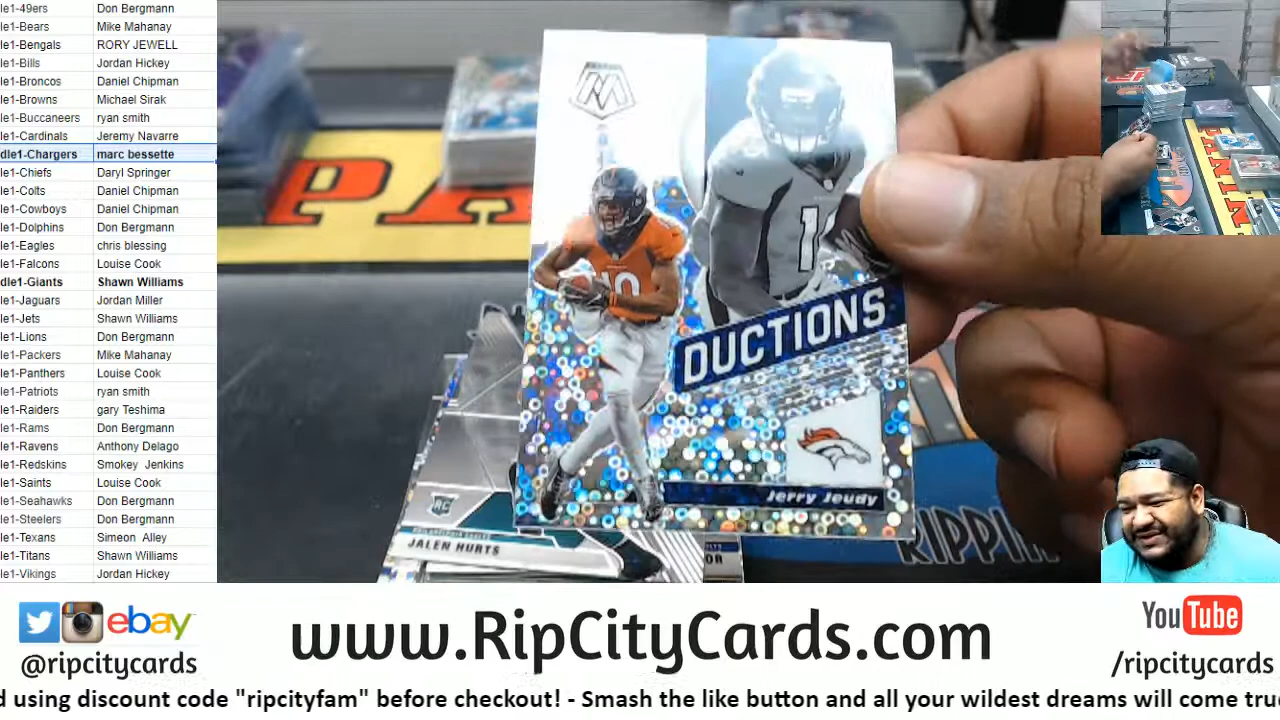 le1-49ers Don Bergmann
le1-Bears Mike Mahanay
le1-Bengals RORY JEWELL
le1-Bills Jordan Hickey
le1-Broncos Daniel Chipman
le1-Browns Michael Sirak
le1-Buccaneers ryan smith
le1-Cardinals Jeremy Navarre
dle1-Chargers marc bessette
le1-Chiefs Daryl Springer
le1-Colts Daniel Chipman
le1-Cowboys Daniel Chipman
le1-Dolphins Don Bergmann
le1-Eagles chris blessing
le1-Falcons Louise Cook
dle1-Giants Shawn Williams
le1-Jaguars Jordan Miller
le1-Jets Shawn Williams
le1-Lions Don Bergmann
le1-Packers Mike Mahanay
le1-Panthers Louise Cook
le1-Patriots ryan smith
le1-Raiders gary Teshima
le1-Rams Don Bergmann
le1-Ravens Anthony Delago
le1-Redskins Smokey Jenkins
le1-Saints Louise Cook
le1-Seahawks Don Bergmann
le1-Steelers Don Bergmann
le1-Texans Simeon Alley
le1-Titans Shawn Williams
le1-Vikings Jordan Hickey
PA
M
10
1
DUCTIONS
Jerry Jeudy
RC
JALEN HURTS
OR
RIPPIN
ebay
@ripcitycards
www.RipCityCards.com
YouTube
/ripcitycards
d using discount code "ripcityfam" before checkout! - Smash the like button and all your wildest dreams will come true